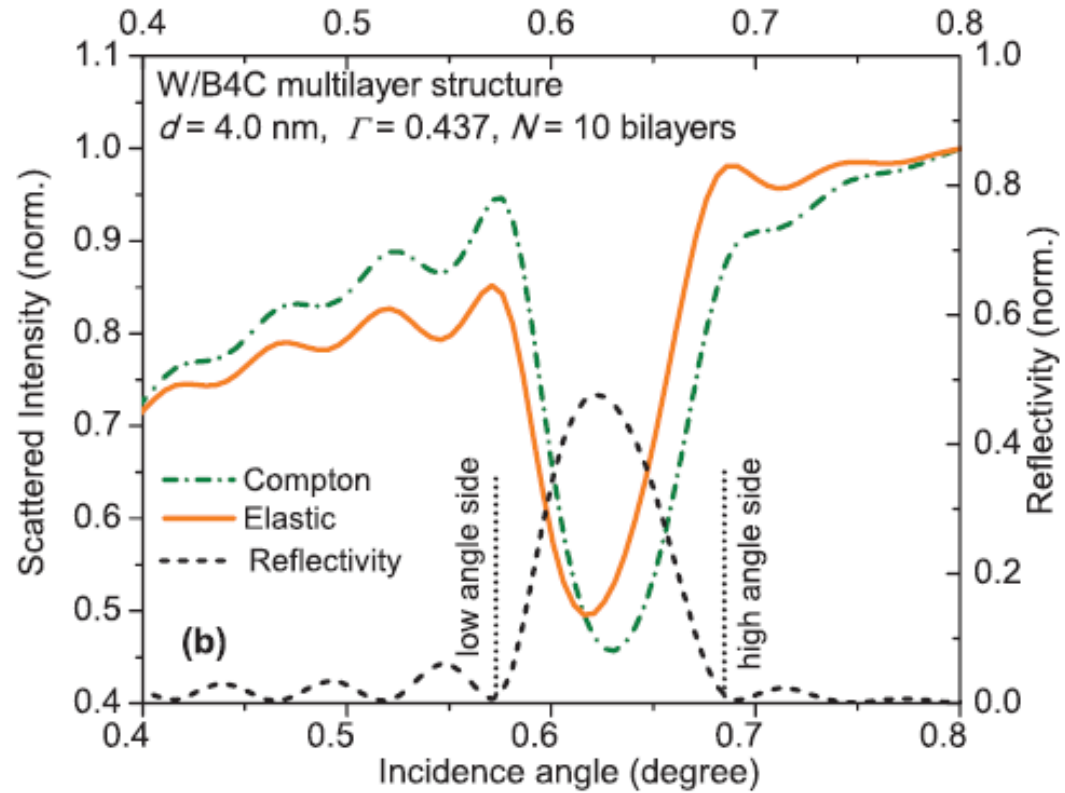 0.4 0.5 0.6 0.7 0.8
1.1 1.0
W/B4C multilayer structure
d = 4.0 nm, Γ = 0.437, N = 10 bilayers
1.0
0.8
0.9
0.6
0.8
0.7
0.4
Compton
0.6
Elastic
Reflectivity
0.2
0.5
(b)
0.4 0.0
low angle side
high angle side
Scattered Intensity (norm.)
Reflectivity (norm.)
0.4 0.5 0.6 0.7 0.8
Incidence angle (degree)